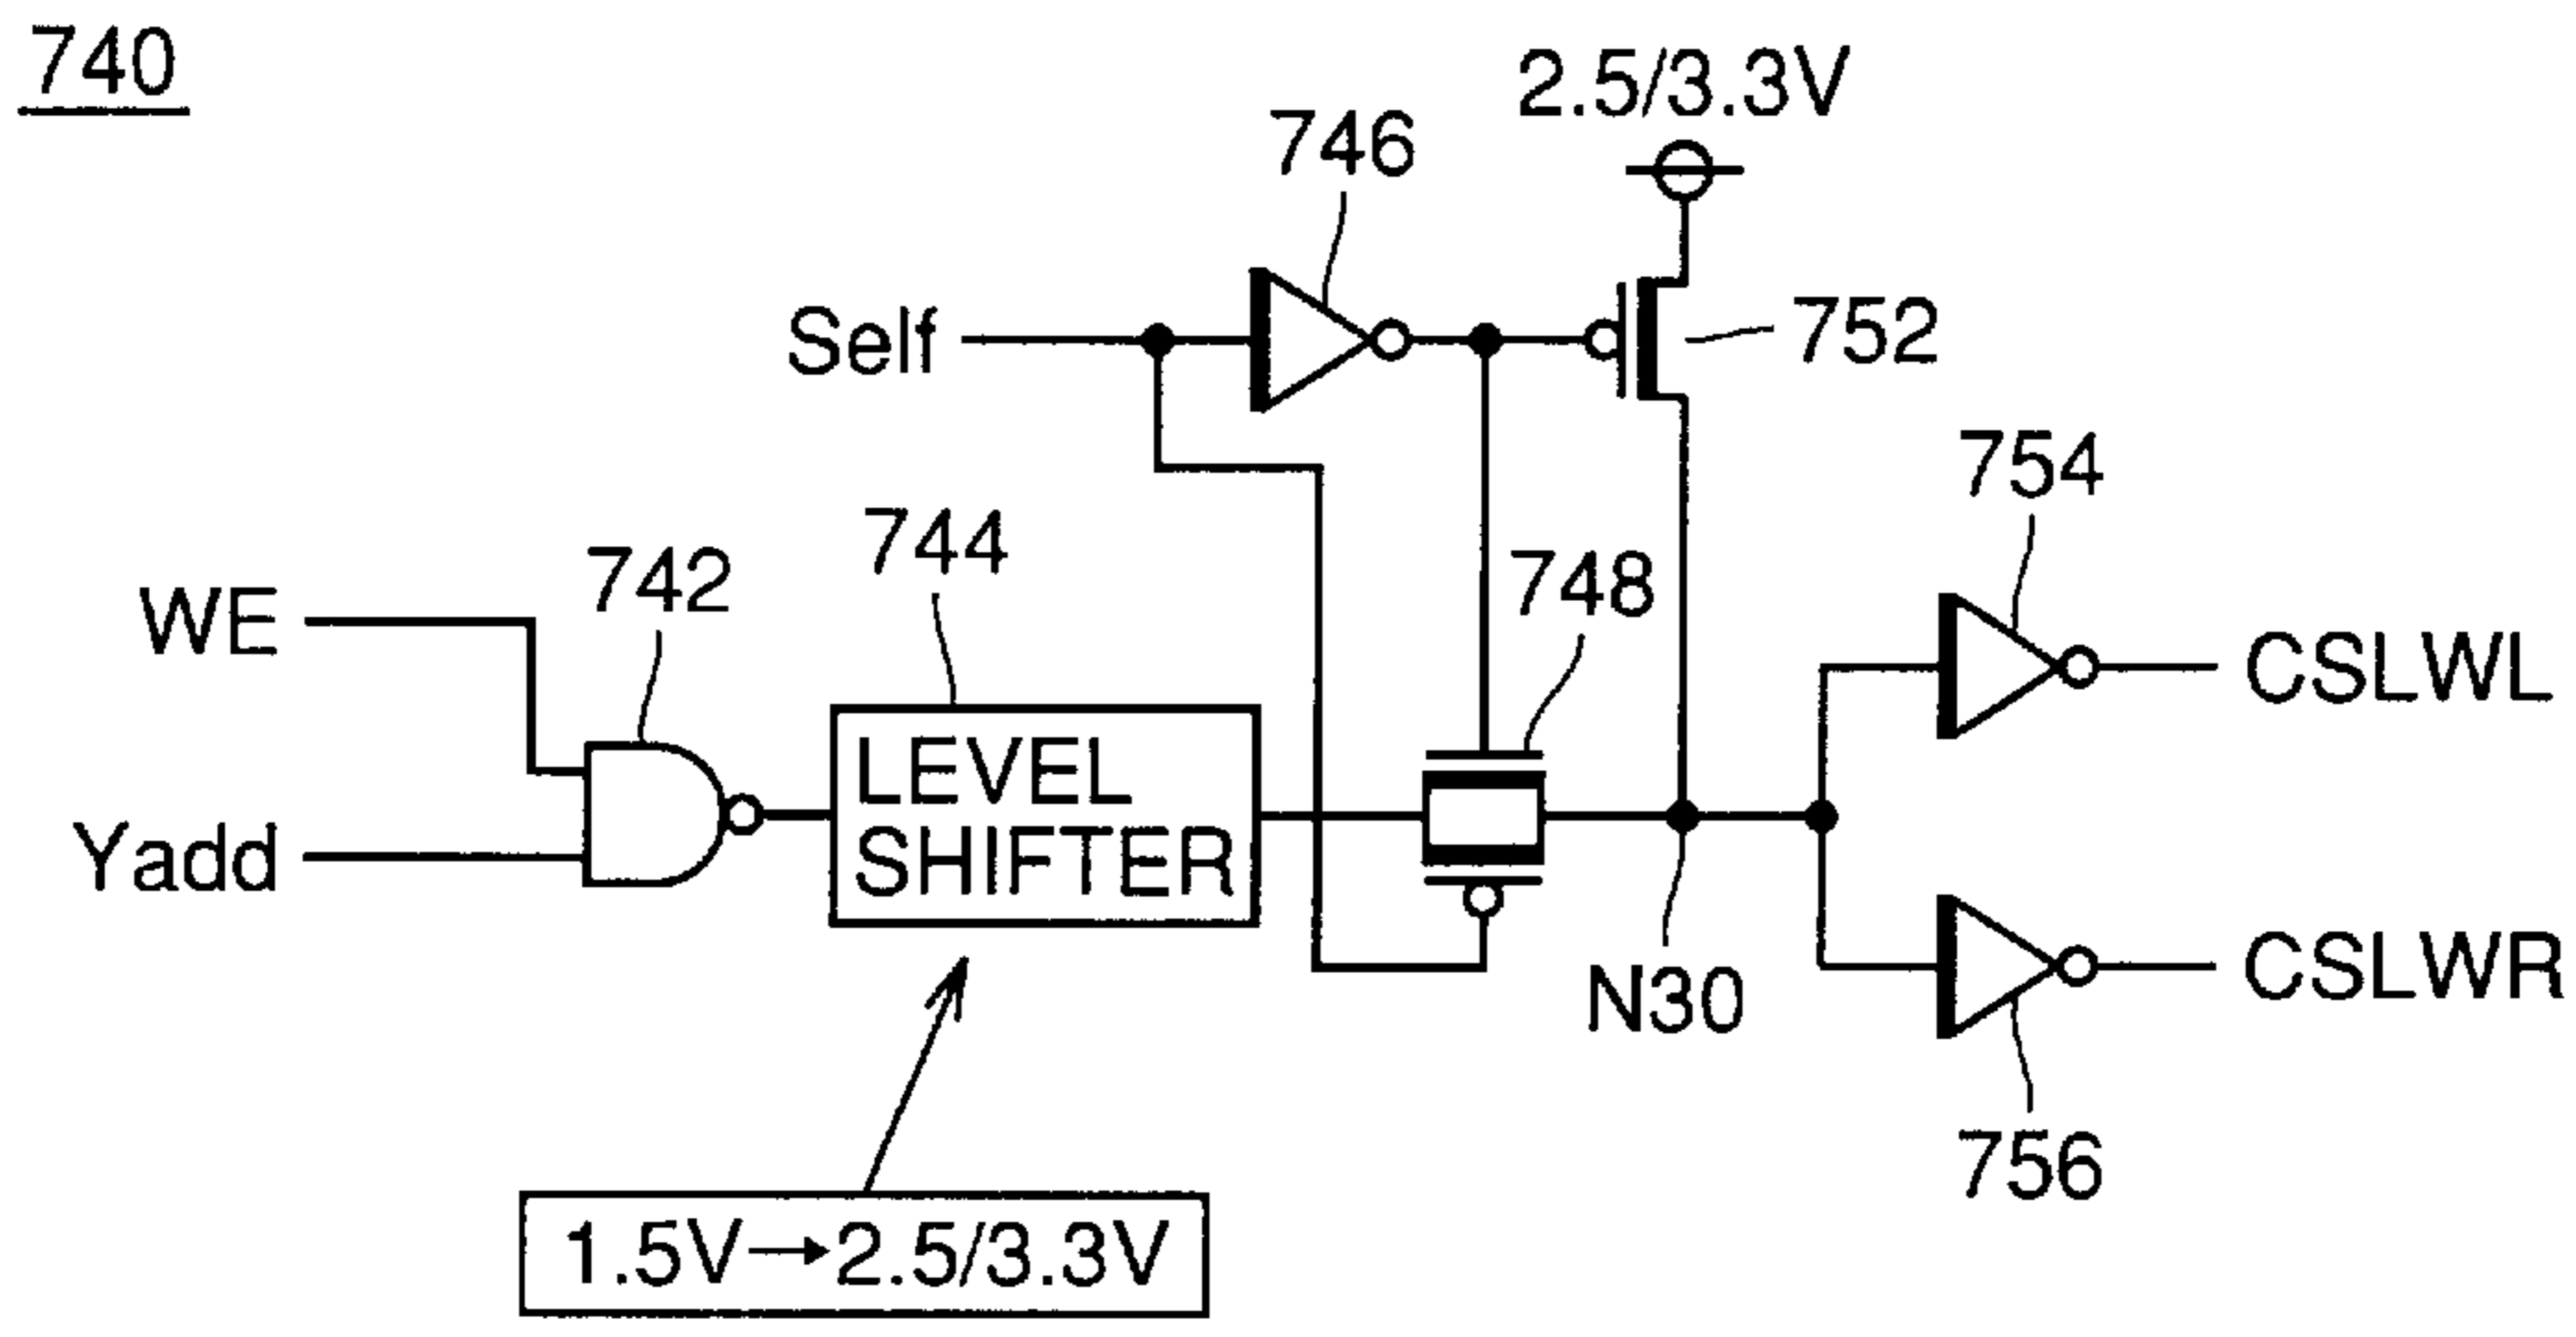 740
2.5/3.3V
746
Self
752
754
744
742
748
WE
LEVEL
SHIFTER
CSLWL
Yadd
N30
CSLWR
756
1.5V→2.5/3.3V